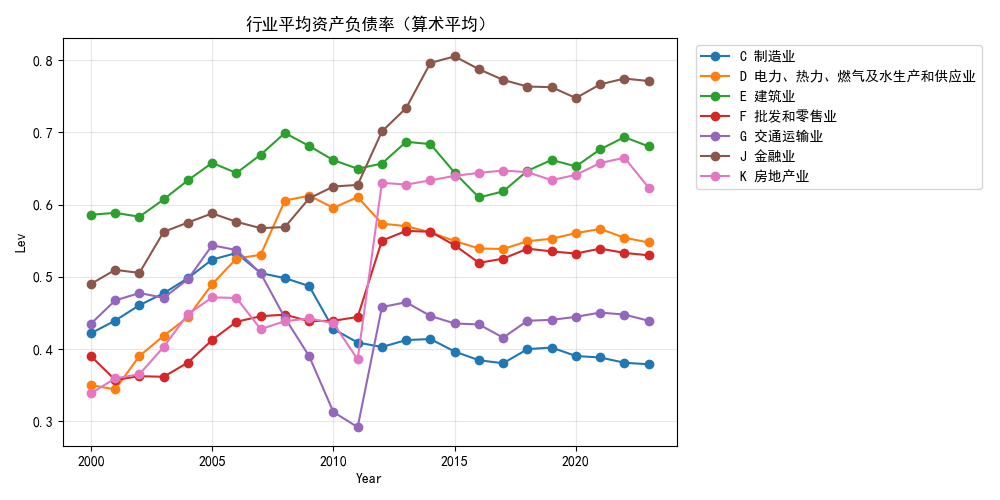 行业平均资产负债率（算术平均）
0.8
0.7
0.6
0.5
0.4
0.3
Lev
2000
2005
2010
2015
2020
Year
C 制造业
D 电力、热力、燃气及水生产和供应业
E 建筑业
F 批发和零售业
G 交通运输业
J 金融业
K 房地产业